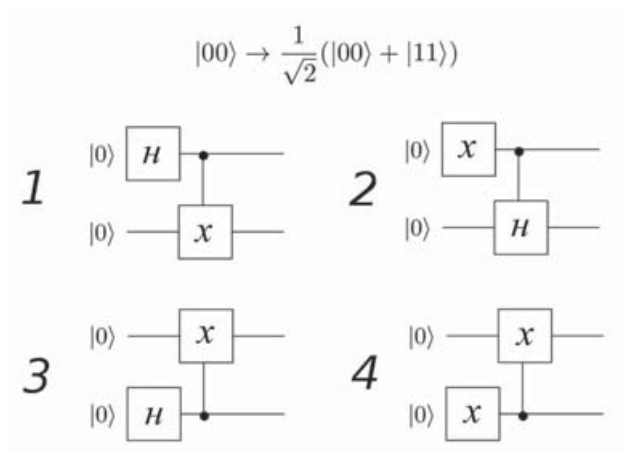 |00⟩ → 1/√2 (|00⟩ + |11⟩)
1 |0⟩ H
|0⟩ X
2 |0⟩ X
|0⟩ H
3 |0⟩ X
|0⟩ H
4 |0⟩ X
|0⟩ X